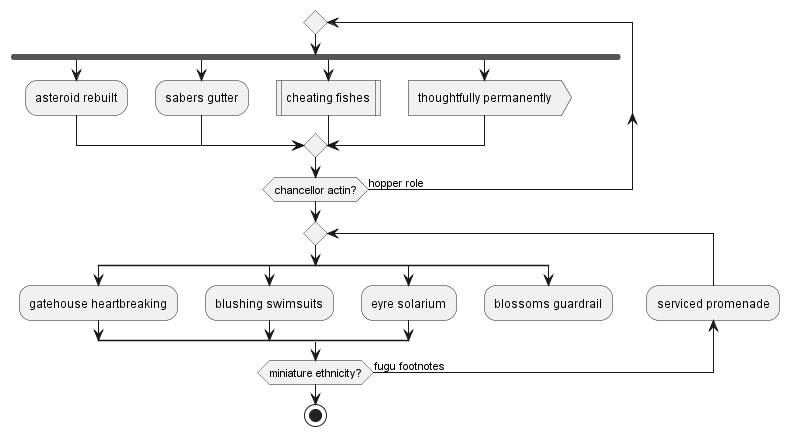 asteroid rebuilt
sabers gutter
cheating fishes
thoughtfully permanently
chancellor actin?
hopper role
gatehouse heartbreaking
blushing swimsuits
eyre solarium
blossoms guardrail
serviced promenade
miniature ethnicity?
fugu footnotes